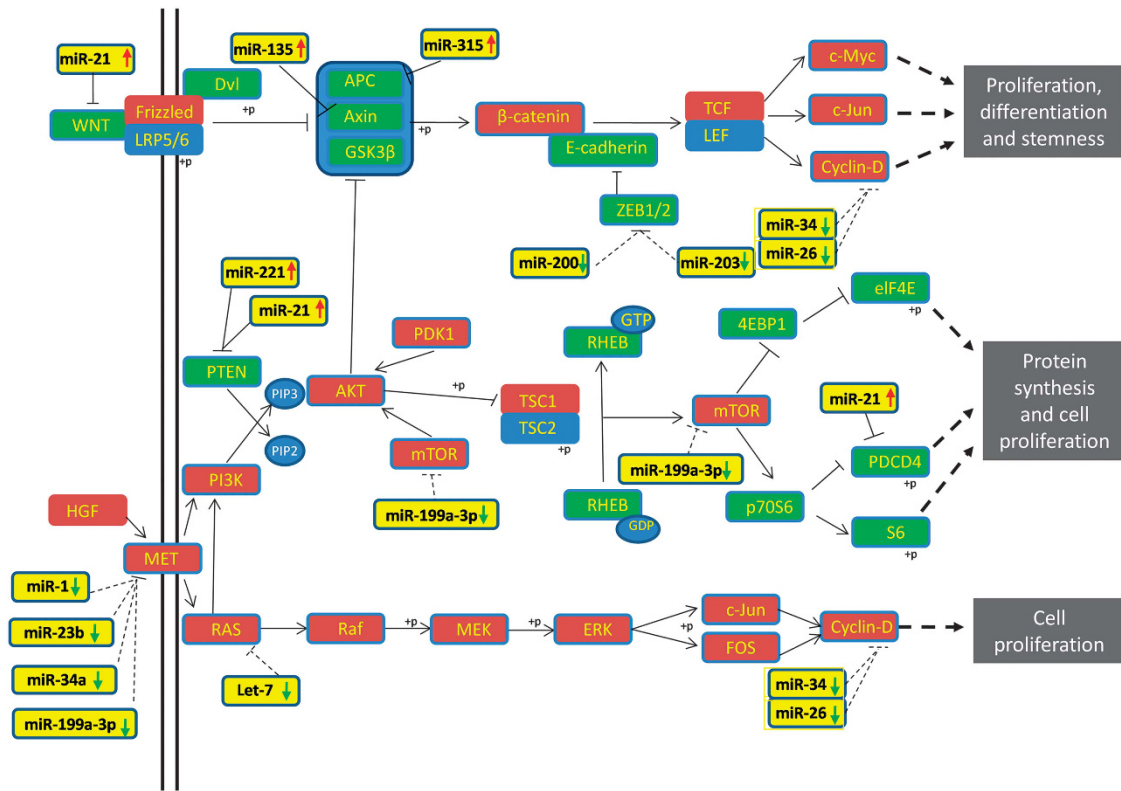 miR-21
miR-135
miR-315
WNT
Frizzled
LRP5/6
+p
Dvl
+p
APC
Axin
GSK3β
+p
β-catenin
E-cadherin
TCF
LEF
c-Myc
c-Jun
Cyclin-D
Proliferation,
differentiation
and stemness
ZEB1/2
miR-200
miR-203
miR-34
miR-26
miR-221
miR-21
PTEN
PIP3
PIP2
PI3K
AKT
PDK1
mTOR
miR-199a-3p
+p
TSC1
TSC2
+p
RHEB
GTP
RHEB
GDP
mTOR
miR-199a-3p
4EBP1
eIF4E
+p
miR-21
PDCD4
+p
p70S6
S6
+p
Protein
synthesis
and cell
proliferation
HGF
MET
miR-1
miR-23b
miR-34a
miR-199a-3p
RAS
Let-7
Raf
+p
MEK
+p
ERK
+p
c-Jun
FOS
Cyclin-D
miR-34
miR-26
Cell
proliferation